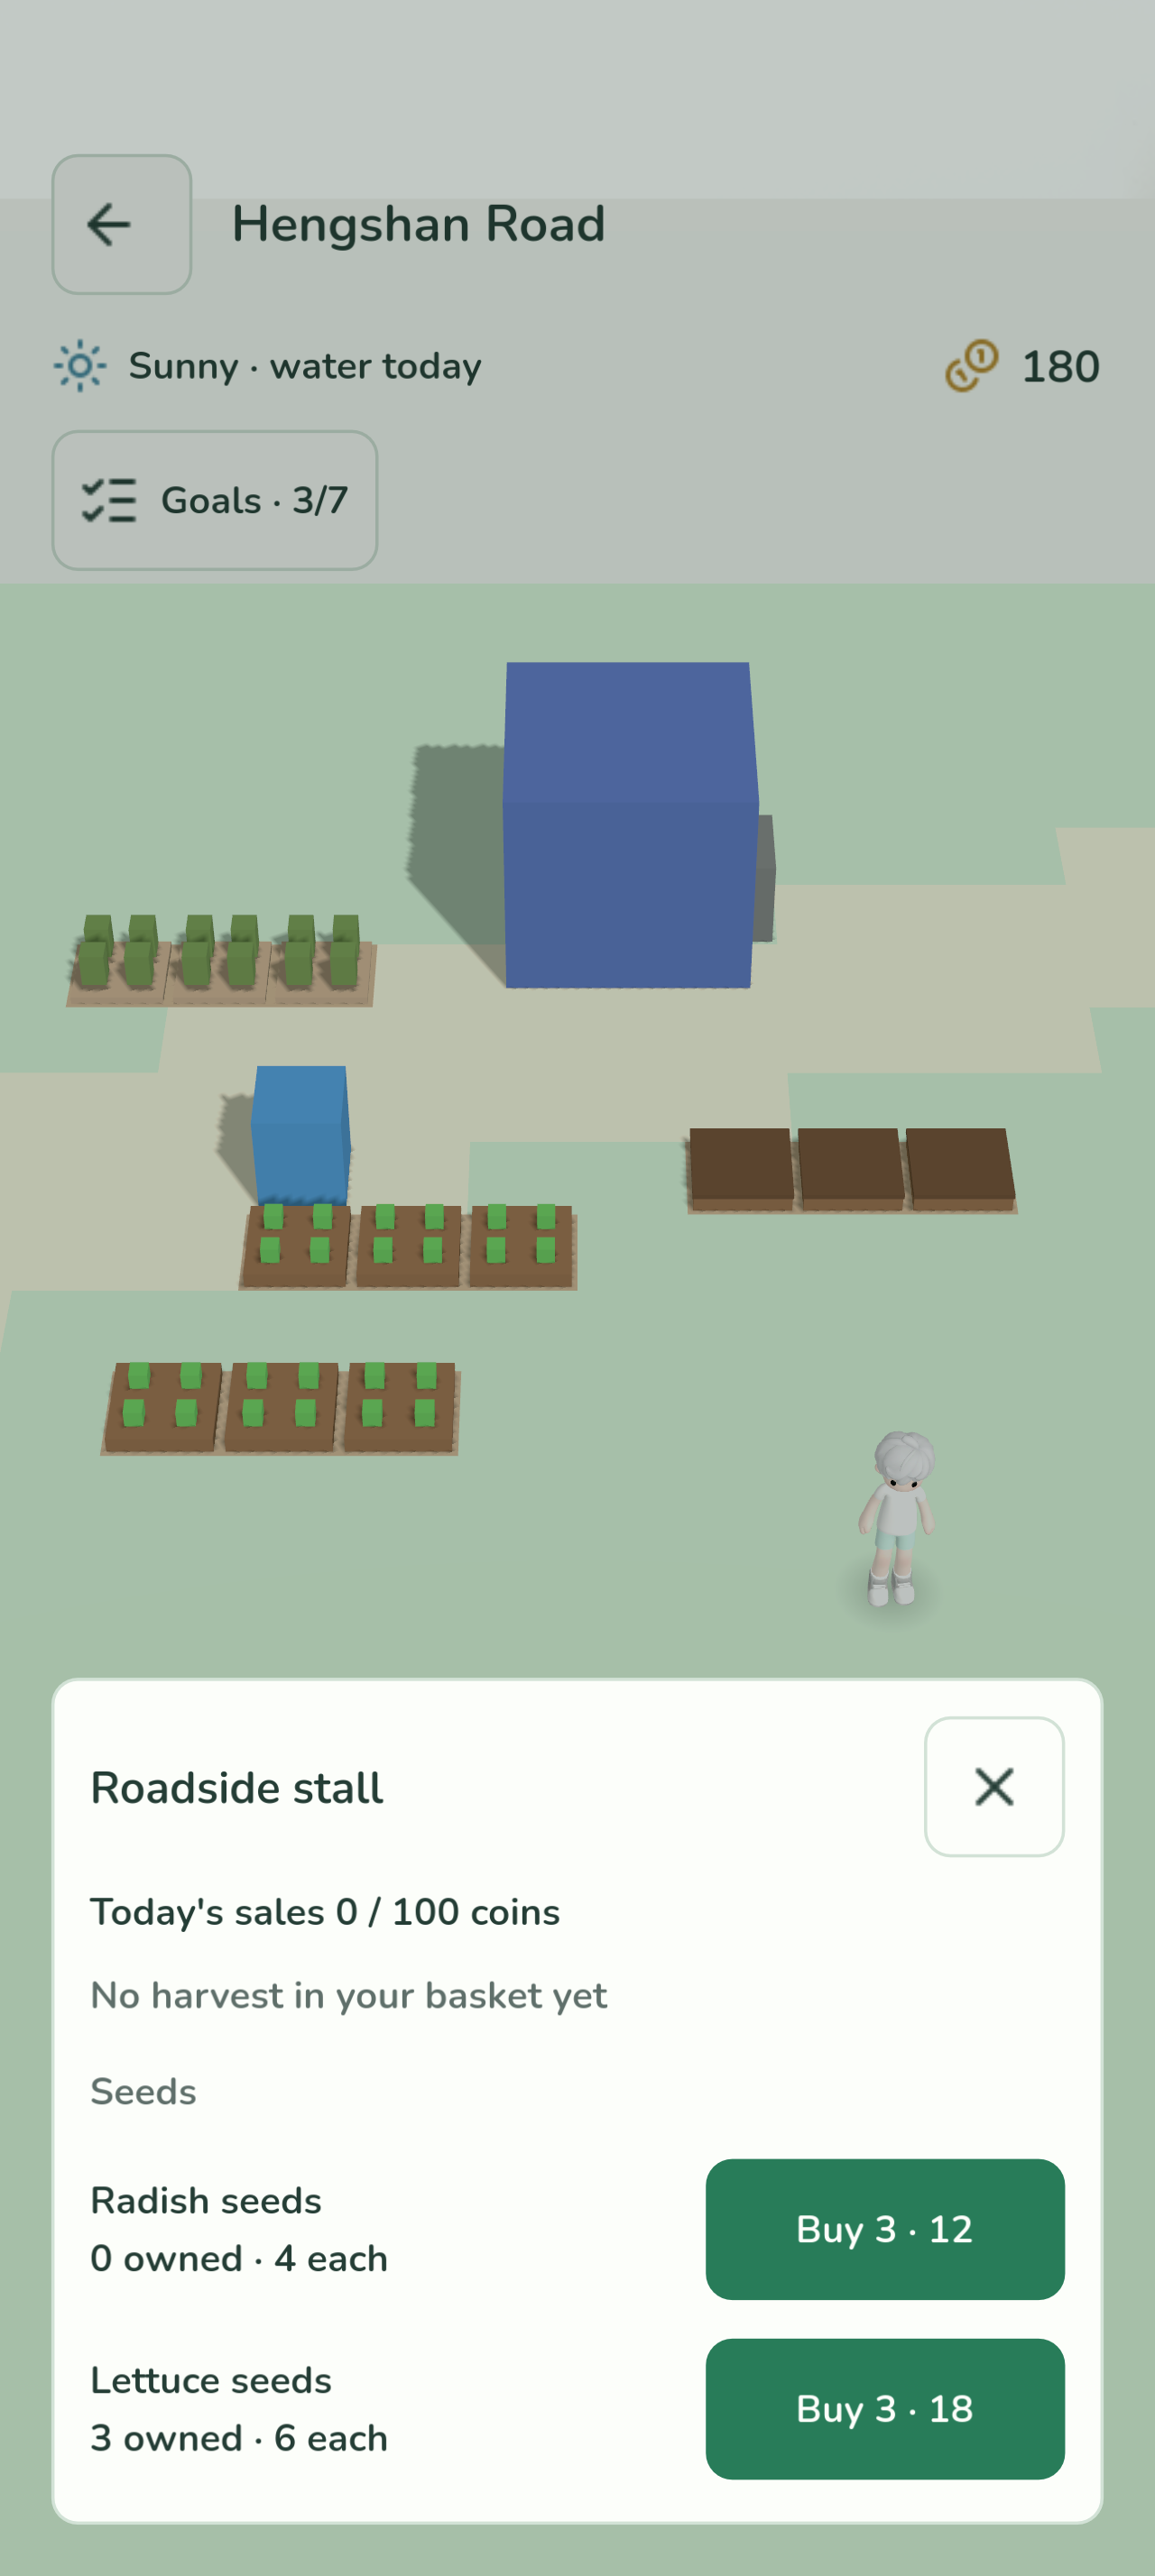 Hengshan Road
Sunny · water today
180
Goals · 3/7
Roadside stall
Today's sales 0 / 100 coins
No harvest in your basket yet
Seeds
Radish seeds
0 owned · 4 each
Buy 3 · 12
Lettuce seeds
3 owned · 6 each
Buy 3 · 18